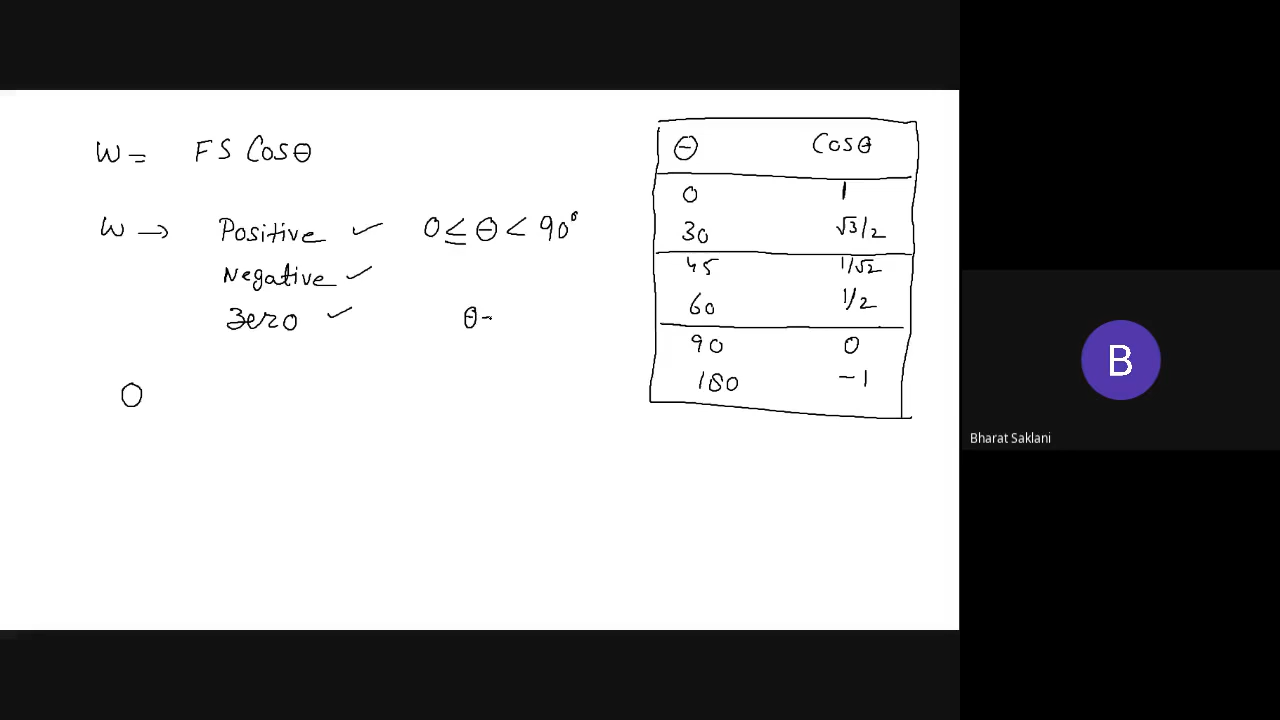 W = FS Cosθ
W → Positive ✓ 0 ≤ θ < 90°
Negative ✓
Zero ✓ θ-
0
θ Cosθ
0 1
30 √3/2
45 1/√2
60 1/2
90 0
180 -1
B
Bharat Saklani